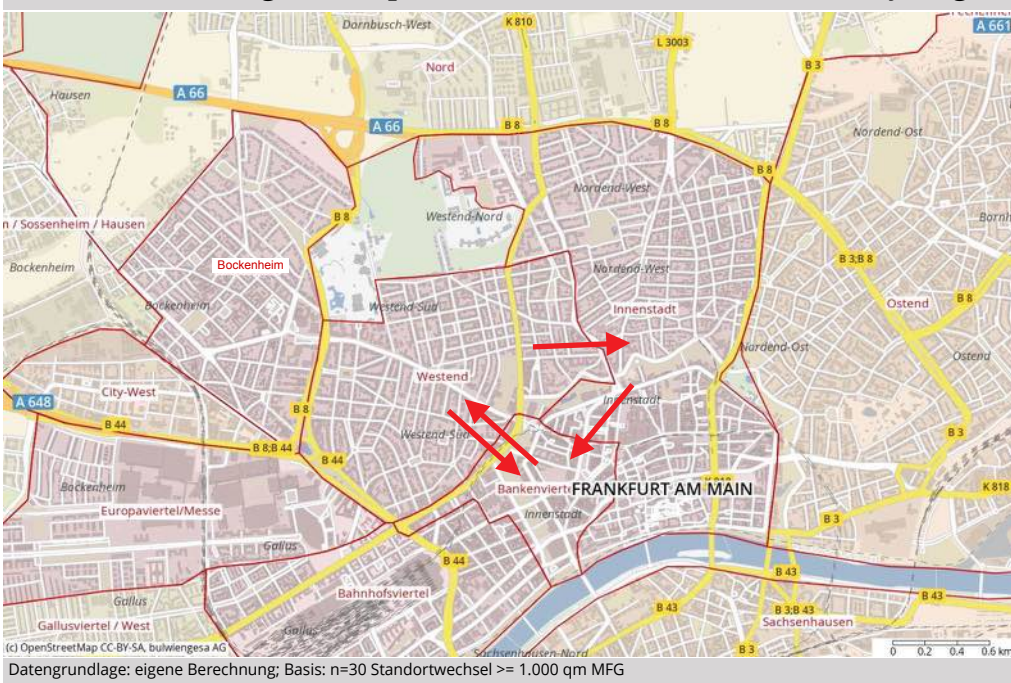 Dornbusch-West
K 810
A 661
L 3003
Nord
B 3
Hausen
A 66
A 66
B 8
B 8
Nordend-Ost
B 8
Nordend-West
Westend-Nord
B 8
n / Sossenheim / Hausen
Bornh
Bockenheim
Bockenheim
B 3;B 8
Nordend-West
Bockenheim
Westend-Süd
Innenstadt
Ostend
B 8
Nordend-Ost
Ostend
Westend
City-West
A 648
Innenstadt
B 8
B 44
Westend-Süd
B 3
B 8;B 44
B 44
Bockenheim
Bankenviertel
FRANKFURT AM MAIN
K 818
Europaviertel/Messe
Innenstadt
B 3
Gallus
B 44
B 43
Bahnhofsviertel
B 43
Gallus
B 43
B 3;B 43
Gallusviertel / West
Gallus
Sachsenhausen
(c) OpenStreetMap CC-BY-SA, bulwiengesa AG
Sachsenhausen-Nord
B 3
0 0.2 0.4 0.6 km
Datengrundlage: eigene Berechnung; Basis: n=30 Standortwechsel >= 1.000 qm MFG